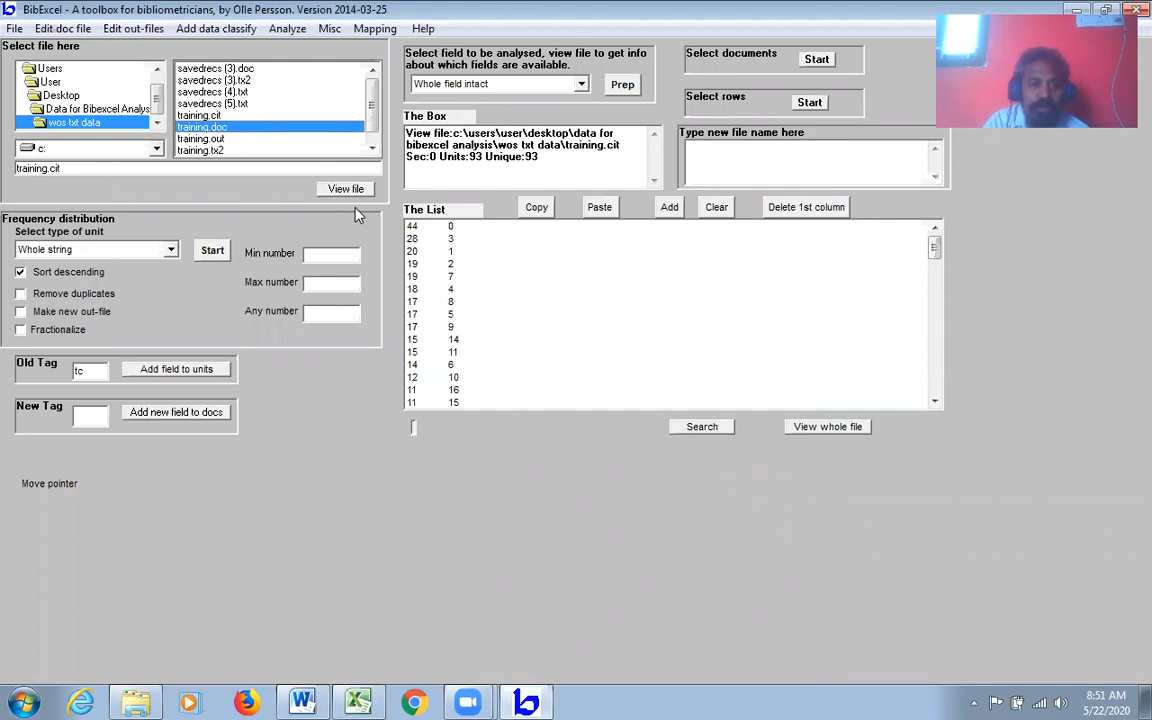 BibExcel - A toolbox for bibliometricians, by Olle Persson. Version 2014-03-25
File Edit doc file Edit out-files Add data classify Analyze Misc Mapping Help
Select file here
Users
User
Desktop
Data for Bibexcel Analys
wos txt data
c:
savedrecs (3).doc
savedrecs (3).tx2
savedrecs (4).txt
savedrecs (5).txt
training.cit
training.doc
training.out
training.tx2
training.cit
View file
Select field to be analysed, view file to get info
about which fields are available.
Whole field intact
Prep
Select documents
Start
Select rows
Start
The Box
View file:c:\users\user\desktop\data for
bibexcel analysis\wos txt data\training.cit
Sec:0 Units:93 Unique:93
Type new file name here
Frequency distribution
Select type of unit
Whole string
Start
Sort descending
Remove duplicates
Make new out-file
Fractionalize
Min number
Max number
Any number
Old Tag
tc
Add field to units
New Tag
Add new field to docs
The List
Copy
Paste
Add
Clear
Delete 1st column
44 0
28 3
20 1
19 2
19 7
18 4
17 8
17 5
17 9
15 14
15 11
14 6
12 10
11 16
11 15
Search
View whole file
Move pointer
8:51 AM
5/22/2020